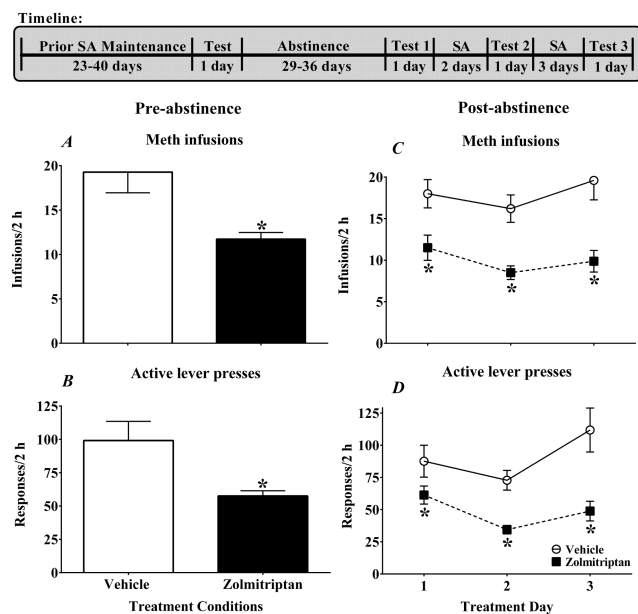 Timeline:
Prior SA Maintenance Test Abstinence Test 1 SA Test 2 SA Test 3
23-40 days 1 day 29-36 days 1 day 2 days 1 day 3 days 1 day
Pre-abstinence
A
Meth infusions
20
15
10
5
0
Infusions/2 h
*
B
Active lever presses
125
100
75
50
25
0
Responses/2 h
*
Vehicle Zolmitriptan
Treatment Conditions
Post-abstinence
C
Meth infusions
20
15
10
5
0
Infusions/2 h
* * *
D
Active lever presses
125
100
75
50
25
0
Responses/2 h
* * *
Vehicle
Zolmitriptan
1 2 3
Treatment Day